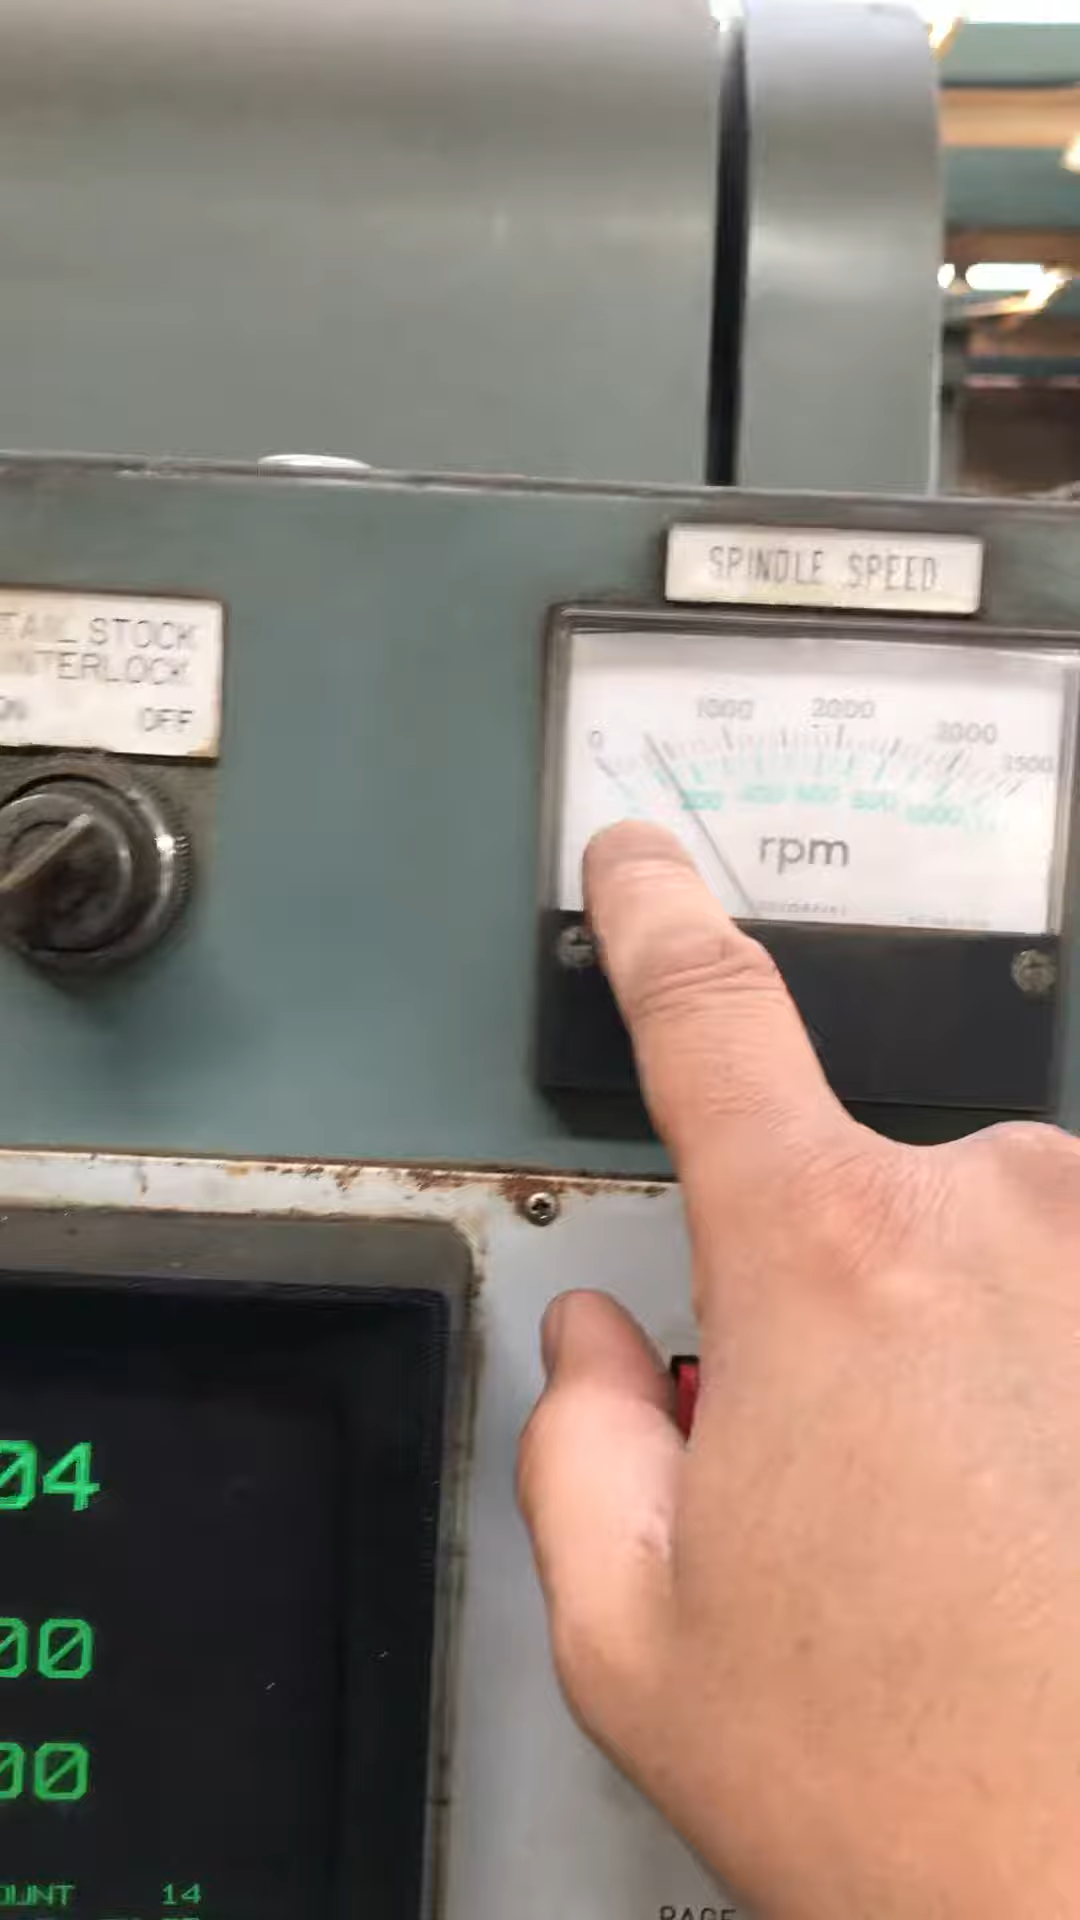 SPINDLE SPEED
STOCK
INTERLOCK
ON OFF
0 1000 2000 3000 3500
200 400 600 800 1000
rpm
04
00
00
OUNT 14
PAGE